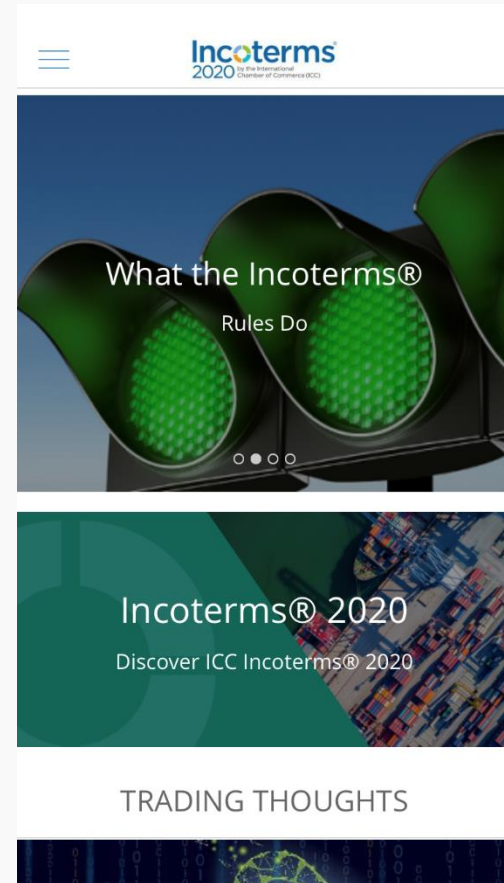 Incoterms®
2020 by the International
Chamber of Commerce (ICC)
What the Incoterms®
Rules Do
Incoterms® 2020
Discover ICC Incoterms® 2020
TRADING THOUGHTS